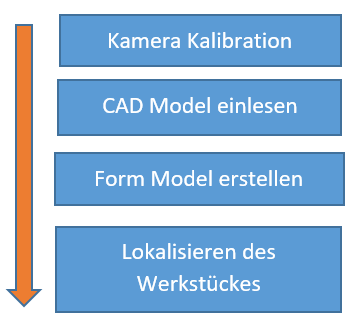 Kamera Kalibration
CAD Model einlesen
Form Model erstellen
Lokalisieren des
Werkstückes